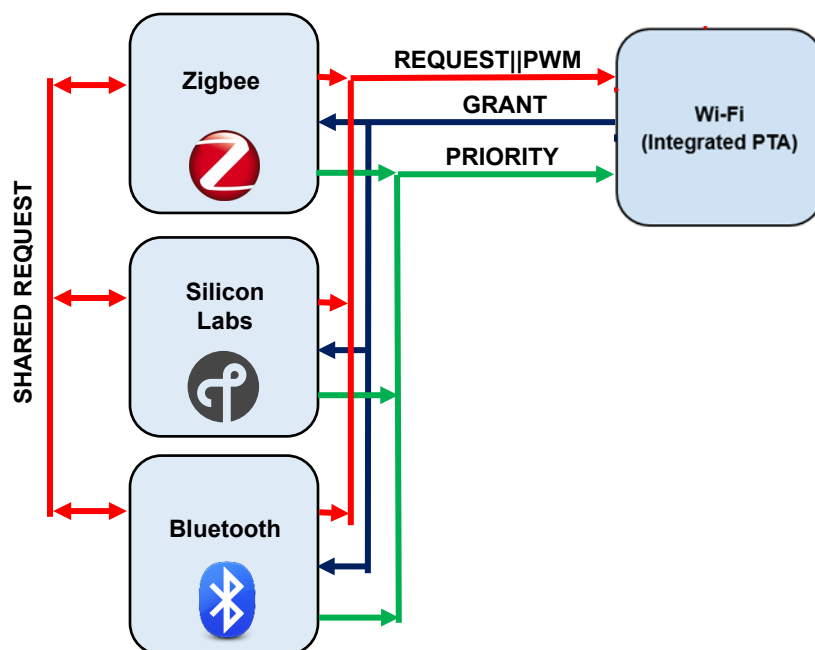 Zigbee
REQUEST||PWM
GRANT
PRIORITY
Wi-Fi
(Integrated PTA)
SHARED REQUEST
Silicon
Labs
Bluetooth